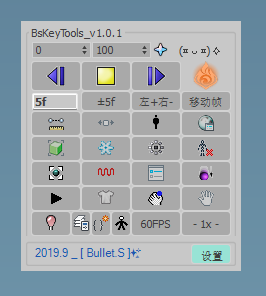 BsKeyTools_v1.0.1
0 100 (¤ ᴗ ¤)✧
5f ±5f 左+右- 移动帧
60FPS - 1x -
2019.9 _ [ Bullet.S ] 设置